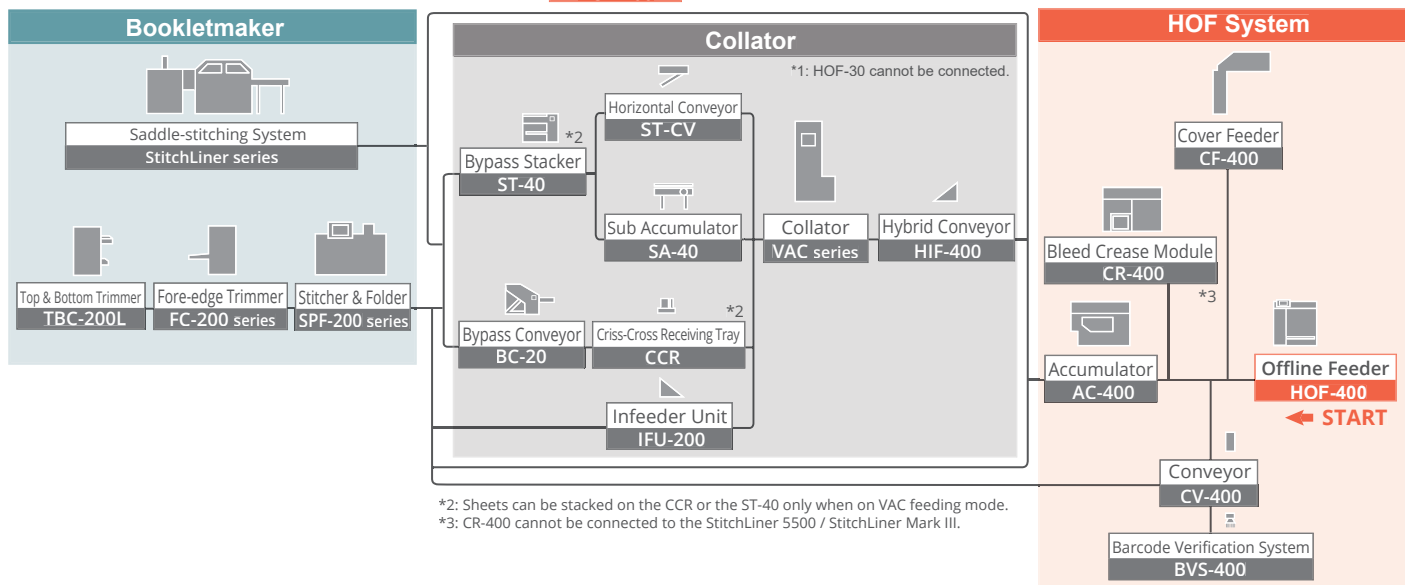 Bookletmaker
Saddle-stitching System
StitchLiner series
Top & Bottom Trimmer
TBC-200L
Fore-edge Trimmer
FC-200 series
Stitcher & Folder
SPF-200 series
Collator
*1: HOF-30 cannot be connected.
*2
Bypass Stacker
ST-40
Horizontal Conveyor
ST-CV
Sub Accumulator
SA-40
Collator
VAC series
Hybrid Conveyor
HIF-400
Bypass Conveyor
BC-20
*2
Criss-Cross Receiving Tray
CCR
Infeeder Unit
IFU-200
HOF System
Cover Feeder
CF-400
Bleed Crease Module
CR-400
*3
Accumulator
AC-400
Offline Feeder
HOF-400
START
Conveyor
CV-400
Barcode Verification System
BVS-400
*2: Sheets can be stacked on the CCR or the ST-40 only when on VAC feeding mode.
*3: CR-400 cannot be connected to the StitchLiner 5500 / StitchLiner Mark III.